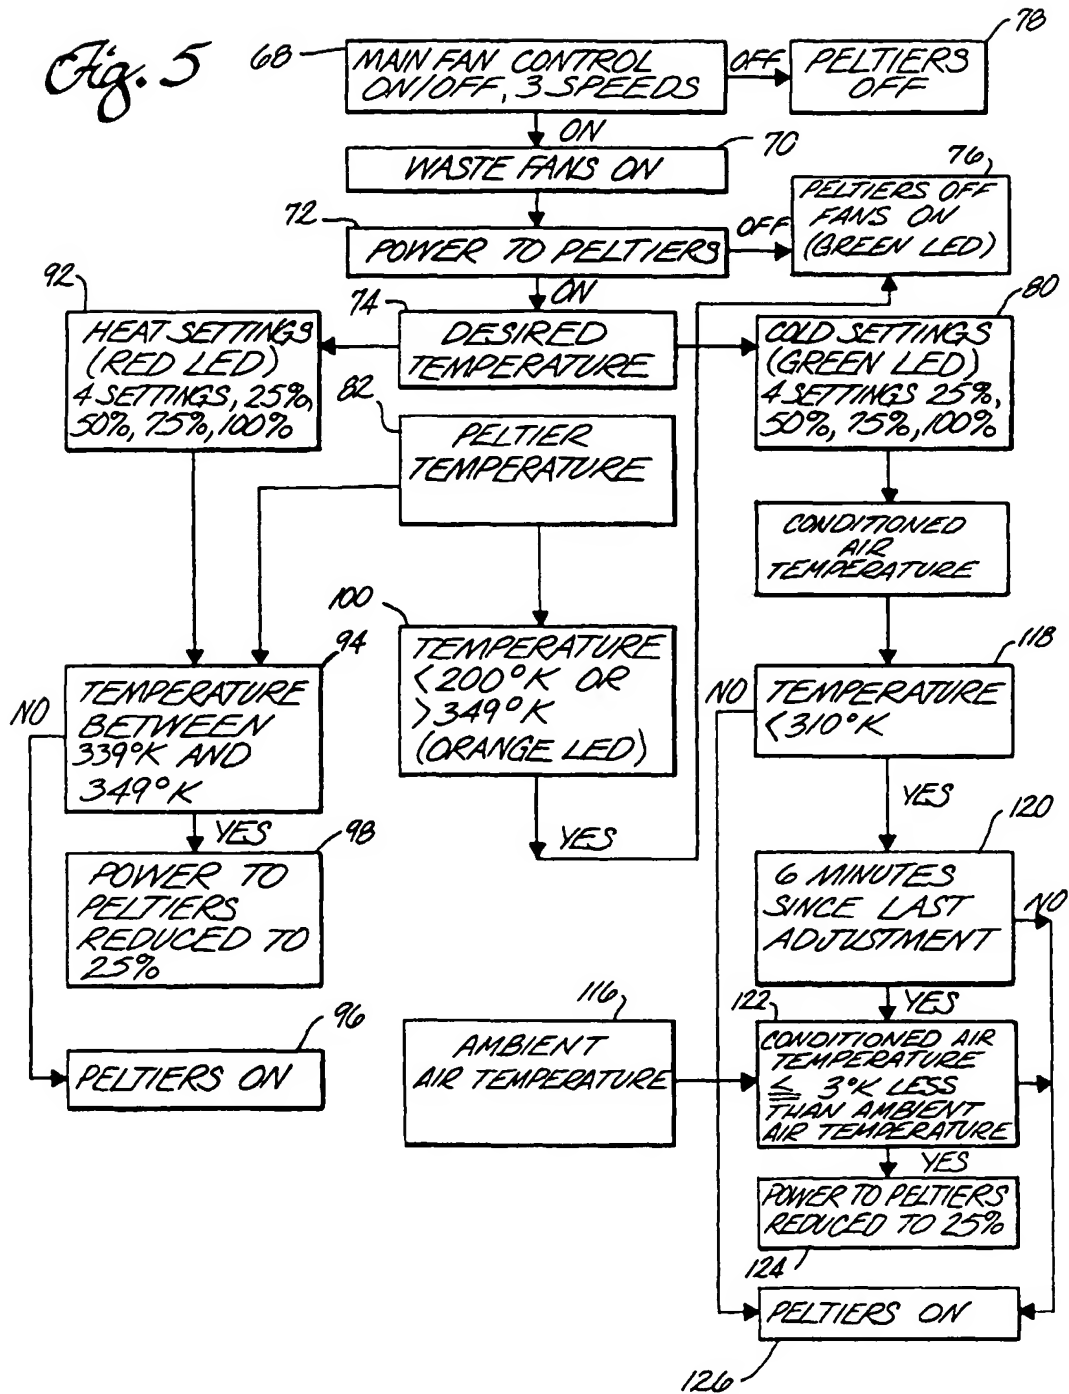 Fig. 5
68
MAIN FAN CONTROL
ON/OFF, 3 SPEEDS
OFF
78
PELTIERS
OFF
ON
70
WASTE FANS ON
72
POWER TO PELTIERS
OFF
76
PELTIERS OFF
FANS ON
(GREEN LED)
ON
92
HEAT SETTINGS
(RED LED)
4 SETTINGS, 25%,
50%, 75%, 100%
74
DESIRED
TEMPERATURE
80
COLD SETTINGS
(GREEN LED)
4 SETTINGS 25%,
50%, 75%, 100%
82
PELTIER
TEMPERATURE
CONDITIONED
AIR
TEMPERATURE
100
TEMPERATURE
<200°K OR
>349°K
(ORANGE LED)
YES
94
TEMPERATURE
BETWEEN
339°K AND
349°K
NO
YES
98
POWER TO
PELTIERS
REDUCED TO
25%
96
PELTIERS ON
118
TEMPERATURE
<310°K
NO
YES
120
6 MINUTES
SINCE LAST
ADJUSTMENT
NO
YES
116
AMBIENT
AIR TEMPERATURE
122
CONDITIONED AIR
TEMPERATURE
≤ 3°K LESS
THAN AMBIENT
AIR TEMPERATURE
YES
POWER TO PELTIERS
REDUCED TO 25%
124
PELTIERS ON
126